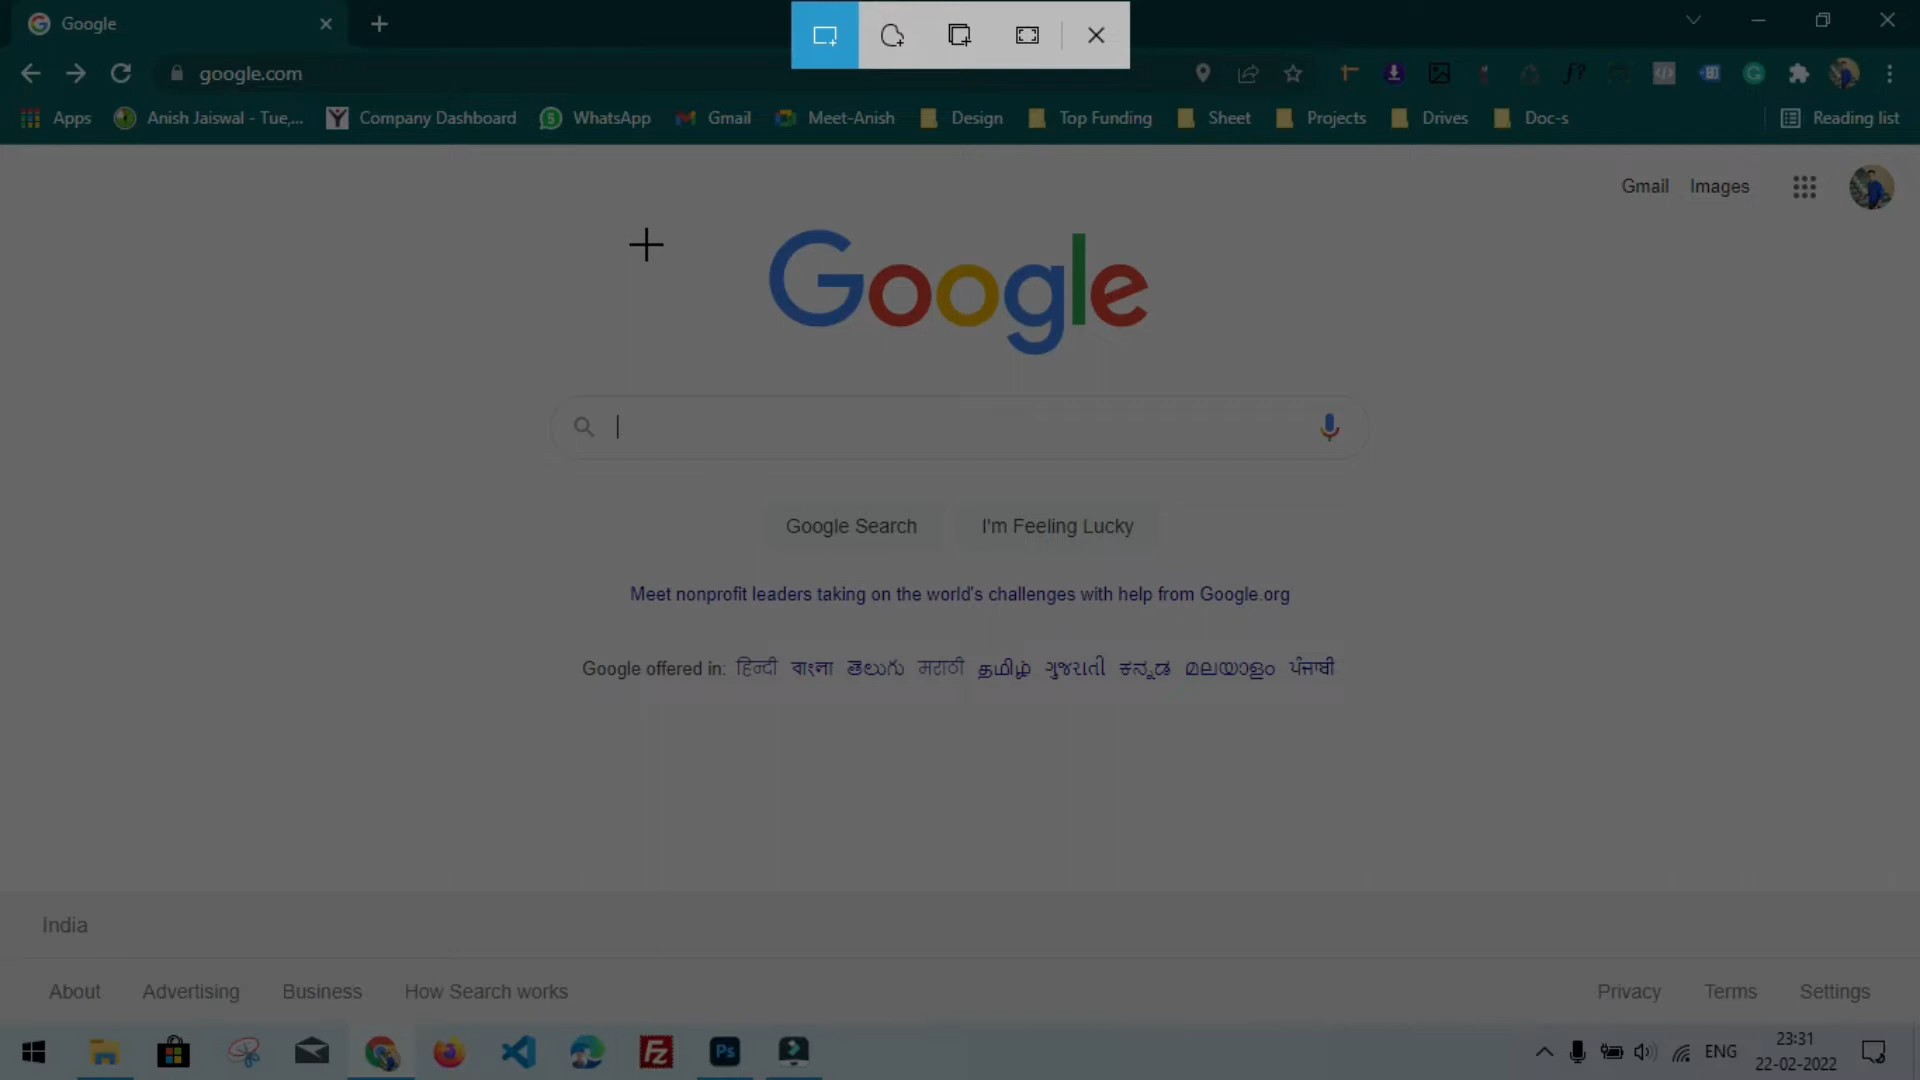 Google
google.com
Apps Anish Jaiswal - Tue,... Company Dashboard WhatsApp Gmail Meet-Anish Design Top Funding Sheet Projects Drives Doc-s Reading list
Gmail Images
Google
Google Search I'm Feeling Lucky
Meet nonprofit leaders taking on the world's challenges with help from Google.org
Google offered in: हिन्दी বাংলা తెలుగు मराठी தமிழ் ગુજરાતી ಕನ್ನಡ മലയാളം ਪੰਜਾਬੀ
India
About Advertising Business How Search works Privacy Terms Settings
Fz Ps ENG 23:31
22-02-2022